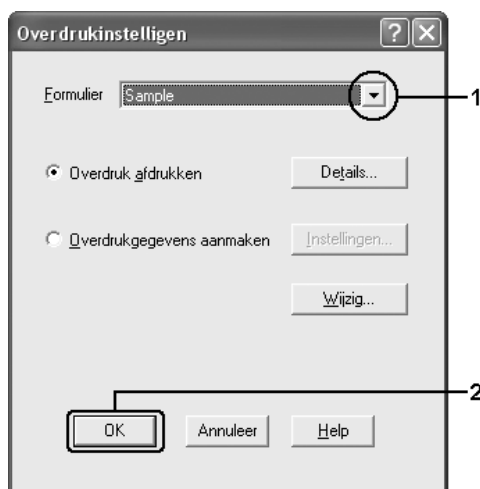 Overdrukinstelligen
Formulier Sample
1
Overdruk afdrukken Details...
Overdrukgegevens aanmaken Instellingen...
Wijzig...
2
OK Annuleer Help